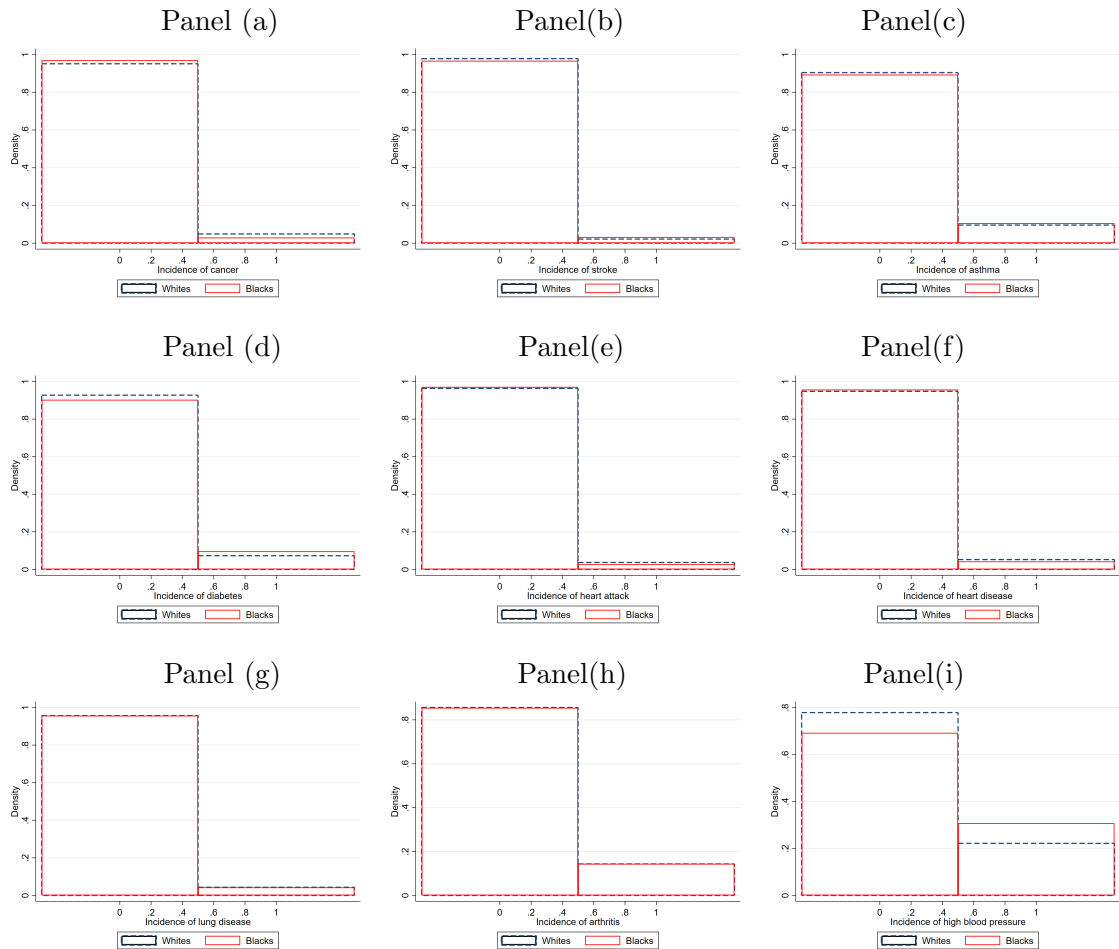 Panel (a)
Panel(b)
Panel(c)
Density
0 .2 .4 .6 .8 1
0 .2 .4 .6 .8 1
Incidence of cancer
Whites Blacks
Density
0 .2 .4 .6 .8 1
0 .2 .4 .6 .8 1
Incidence of stroke
Whites Blacks
Density
0 .2 .4 .6 .8 1
0 .2 .4 .6 .8 1
Incidence of asthma
Whites Blacks
Panel (d)
Panel(e)
Panel(f)
Density
0 .2 .4 .6 .8 1
0 .2 .4 .6 .8 1
Incidence of diabetes
Whites Blacks
Density
0 .2 .4 .6 .8 1
0 .2 .4 .6 .8 1
Incidence of heart attack
Whites Blacks
Density
0 .2 .4 .6 .8 1
0 .2 .4 .6 .8 1
Incidence of heart disease
Whites Blacks
Panel (g)
Panel(h)
Panel(i)
Density
0 .2 .4 .6 .8 1
0 .2 .4 .6 .8 1
Incidence of lung disease
Whites Blacks
Density
0 .2 .4 .6 .8
0 .2 .4 .6 .8 1
Incidence of arthritis
Whites Blacks
Density
0 .2 .4 .6 .8
0 .2 .4 .6 .8 1
Incidence of high blood pressure
Whites Blacks